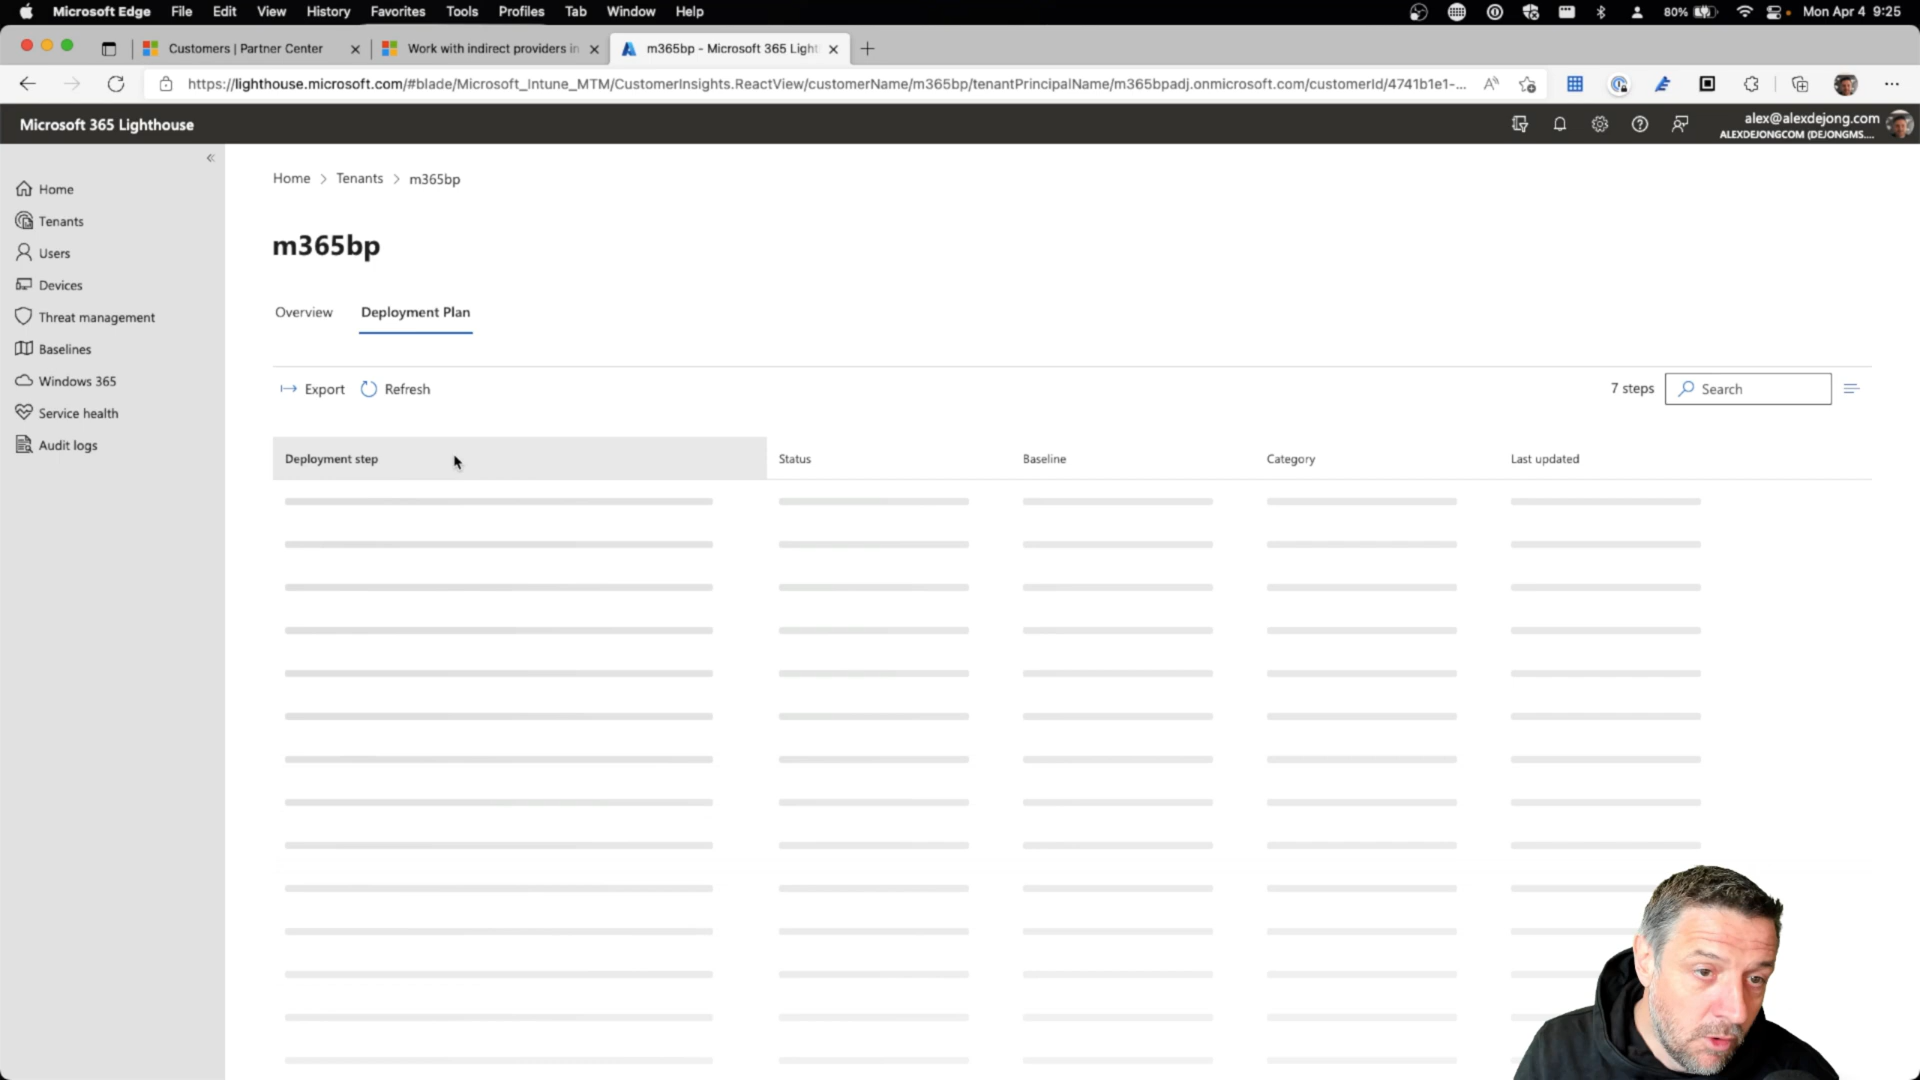 Microsoft Edge File Edit View History Favorites Tools Profiles Tab Window Help 80% Mon Apr 4 9:25
Customers | Partner Center Work with indirect providers in m365bp - Microsoft 365 Light
https://lighthouse.microsoft.com/#blade/Microsoft_Intune_MTM/CustomerInsights.ReactView/customerName/m365bp/tenantPrincipalName/m365bpadj.onmicrosoft.com/customerId/4741b1e1-...
Microsoft 365 Lighthouse
alex@alexdejong.com
ALEXDEJONGCOM (DEJONGMS....
Home
Tenants
Users
Devices
Threat management
Baselines
Windows 365
Service health
Audit logs
Home > Tenants > m365bp
m365bp
Overview Deployment Plan
Export Refresh 7 steps Search
Deployment step Status Baseline Category Last updated